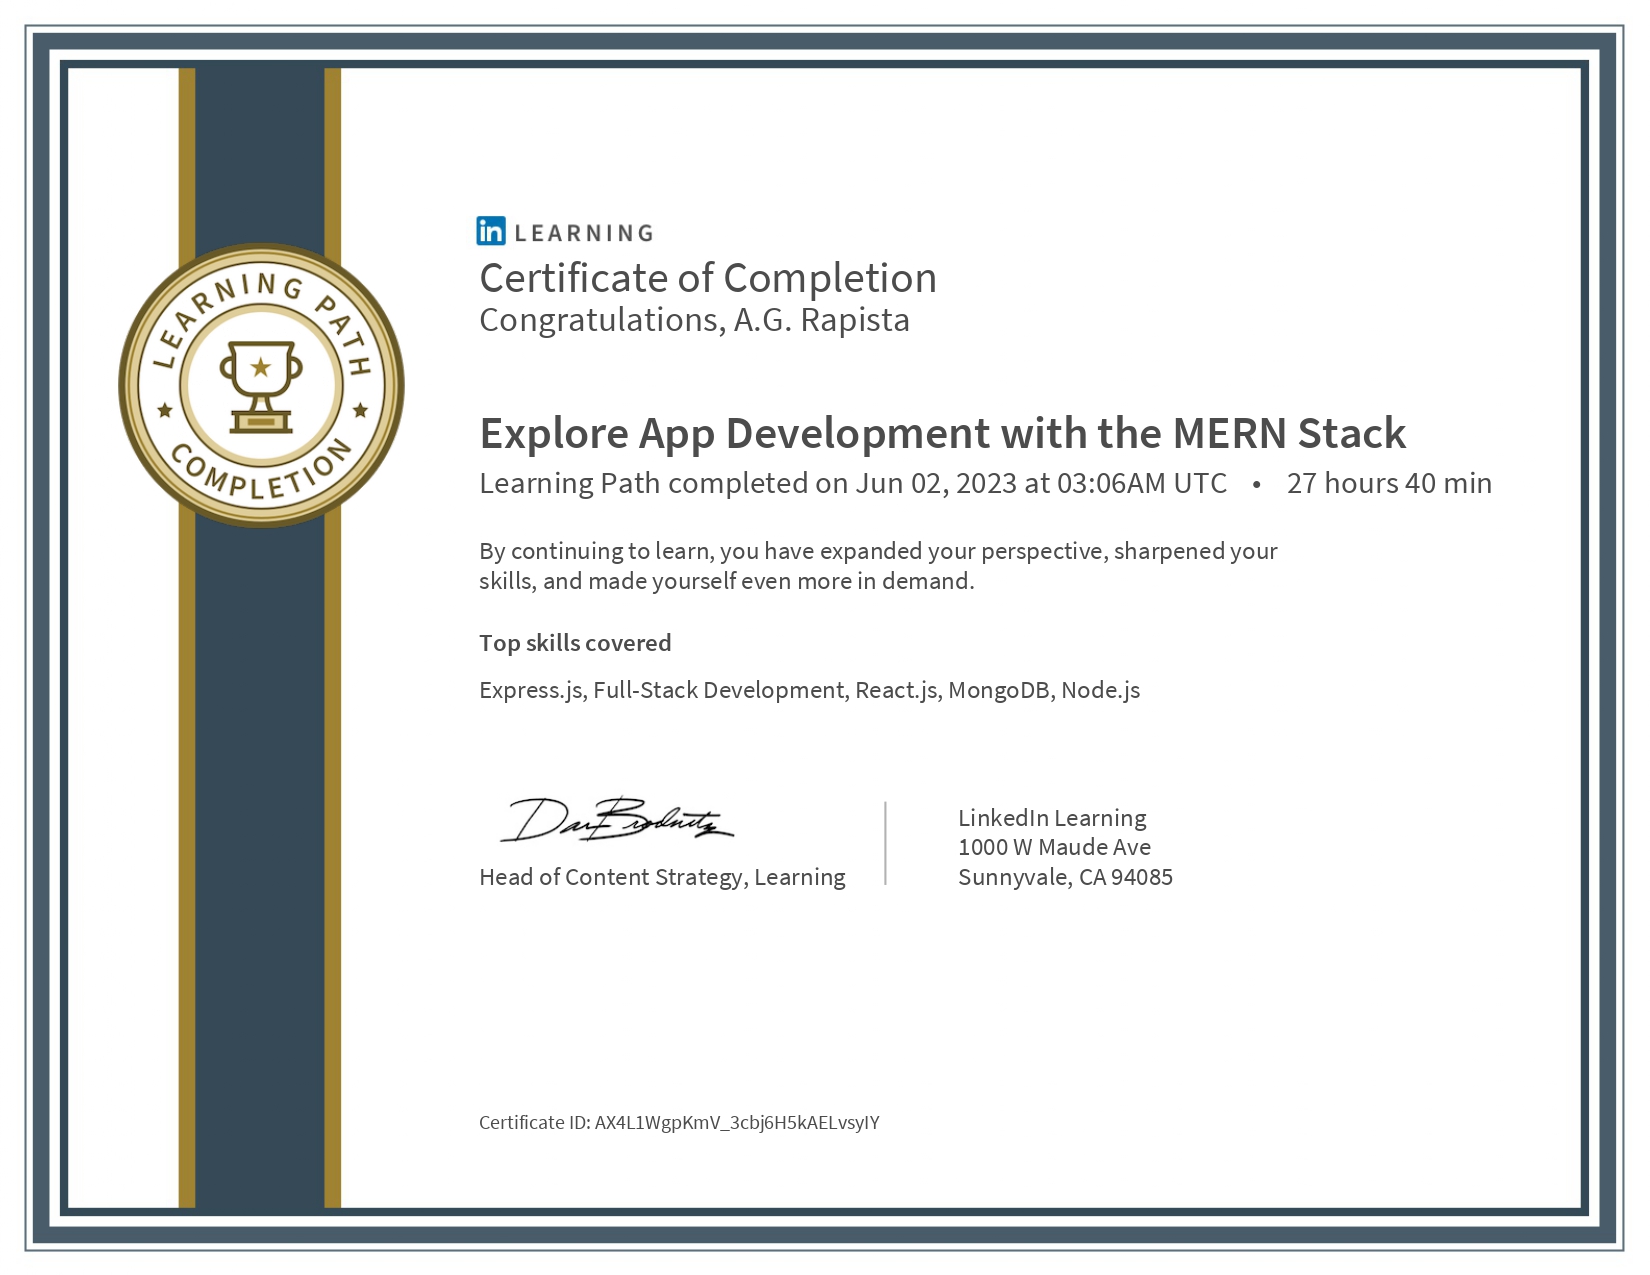 LEARNING PATH
COMPLETION
in LEARNING
Certificate of Completion
Congratulations, A.G. Rapista
Explore App Development with the MERN Stack
Learning Path completed on Jun 02, 2023 at 03:06AM UTC • 27 hours 40 min
By continuing to learn, you have expanded your perspective, sharpened your
skills, and made yourself even more in demand.
Top skills covered
Express.js, Full-Stack Development, React.js, MongoDB, Node.js
Head of Content Strategy, Learning
LinkedIn Learning
1000 W Maude Ave
Sunnyvale, CA 94085
Certificate ID: AX4L1WgpKmV_3cbj6H5kAELvsyIY